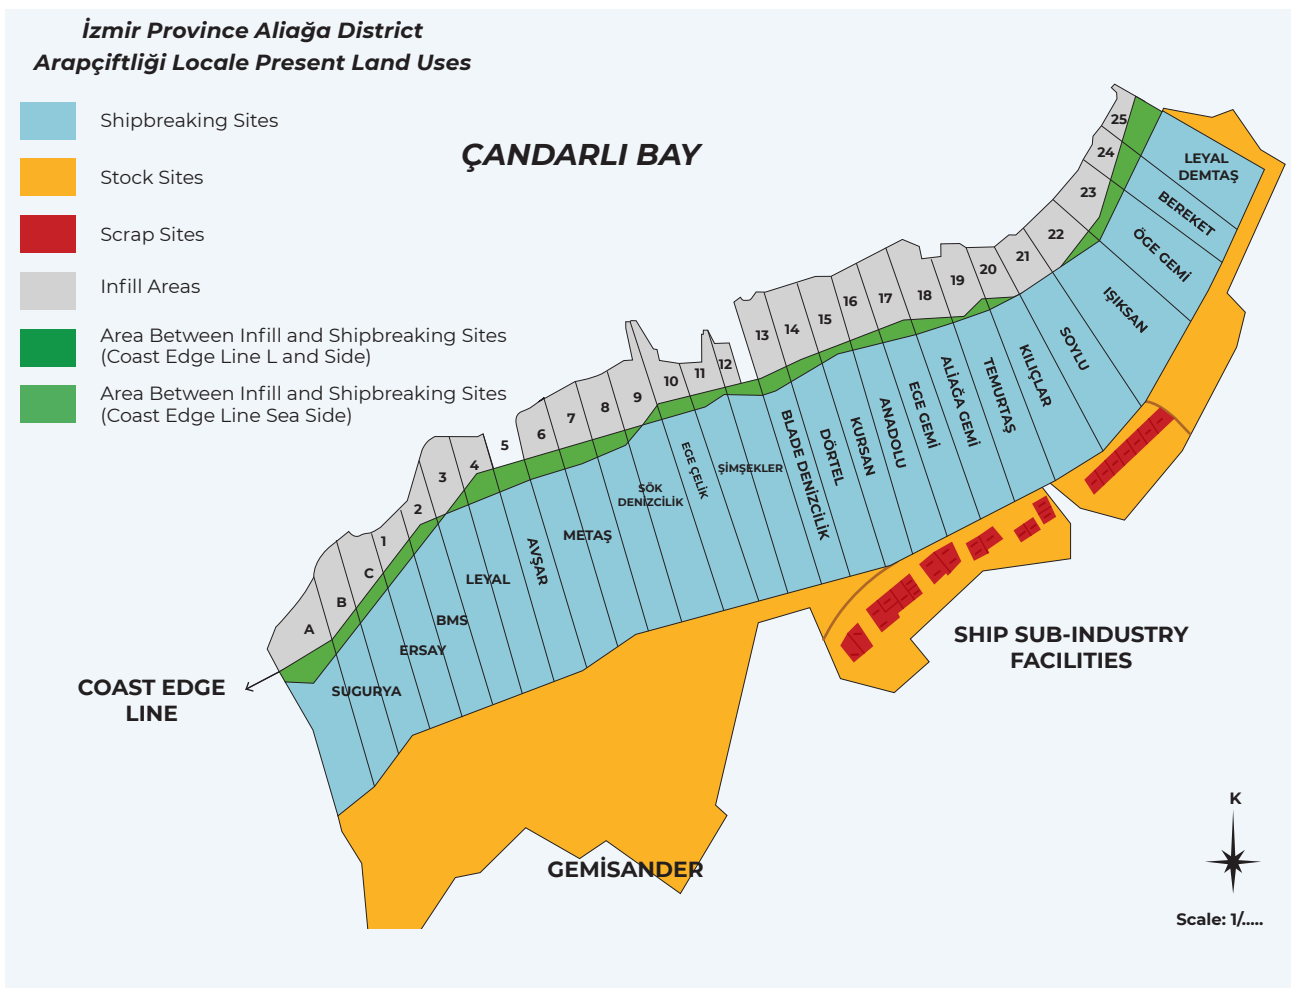 İzmir Province Aliağa District
Arapçiftliği Locale Present Land Uses
Shipbreaking Sites
Stock Sites
Scrap Sites
Infill Areas
Area Between Infill and Shipbreaking Sites
(Coast Edge Line L and Side)
Area Between Infill and Shipbreaking Sites
(Coast Edge Line Sea Side)
ÇANDARLI BAY
25
24
23
22
21
20
19
18
17
16
15
14
13
12
11
10
9
8
7
6
5
4
3
2
1
C
B
A
LEYAL
DEMTAŞ
BEREKET
ÖGE GEMİ
IŞIKSAN
SOYLU
KILIÇLAR
TEMURTAŞ
ALİAĞA GEMİ
EGE GEMİ
ANADOLU
KURSAN
DÖRTEL
BLADE DENİZCİLİK
ŞİMŞEKLER
EGE ÇELİK
SÖK
DENİZCİLİK
METAŞ
AVŞAR
LEYAL
BMS
ERSAY
SUGURYA
COAST EDGE
LINE
SHIP SUB-INDUSTRY
FACILITIES
GEMİSANDER
K
Scale: 1/.....